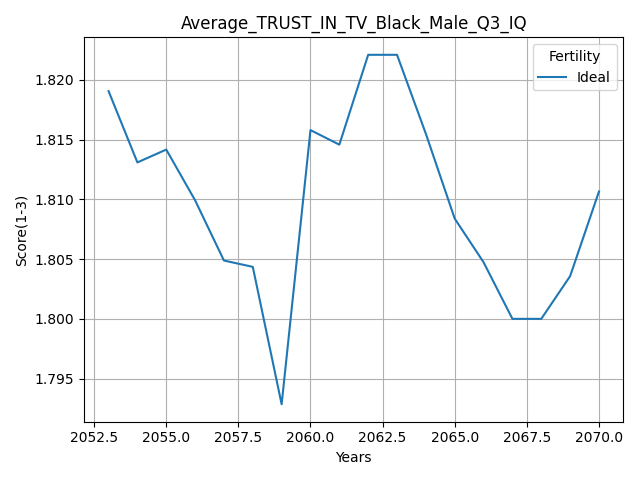 Average_TRUST_IN_TV_Black_Male_Q3_IQ
Fertility
Ideal
Score(1-3)
1.820
1.815
1.810
1.805
1.800
1.795
2052.5 2055.0 2057.5 2060.0 2062.5 2065.0 2067.5 2070.0
Years